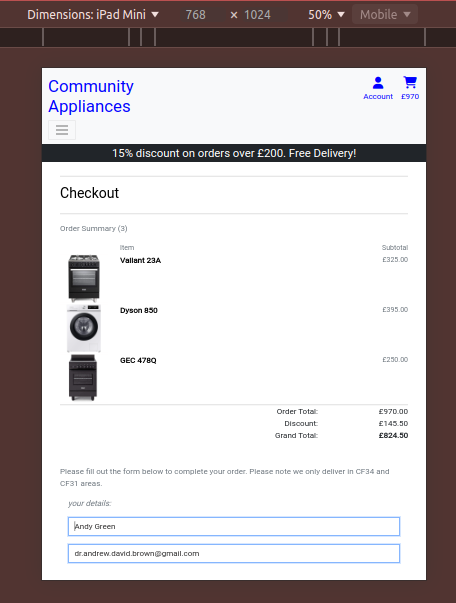 Dimensions: iPad Mini 768 × 1024 50% Mobile
Community
Appliances
Account £970
15% discount on orders over £200. Free Delivery!
Checkout
Order Summary (3)
Item Subtotal
Valiant 23A £325.00
Dyson 850 £395.00
GEC 478Q £250.00
Order Total: £970.00
Discount: £145.50
Grand Total: £824.50
Please fill out the form below to complete your order. Please note we only deliver in CF34 and
CF31 areas.
your details:
Andy Green
dr.andrew.david.brown@gmail.com